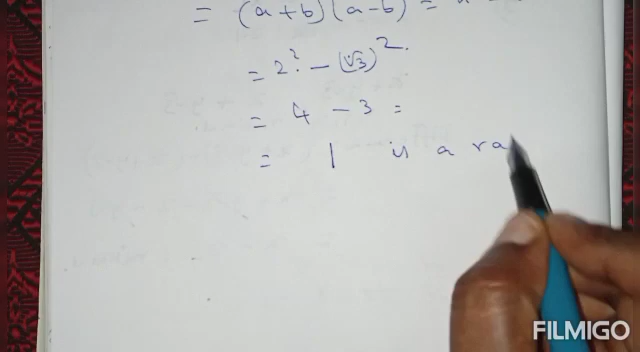 = (a+b)(a-b) =
= 2² - (√3)².
= 4 - 3 =
= 1 is a ra
FILMIGO